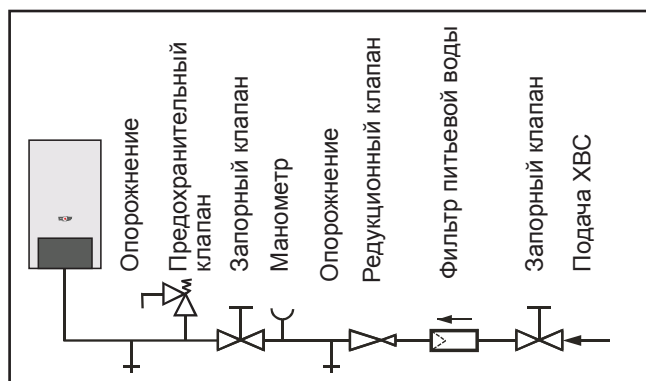 Опорожнение
Предохранительный
клапан
Запорный клапан
Манометр
Опорожнение
Редукционный клапан
Фильтр питьевой воды
Запорный клапан
Подача ХВС